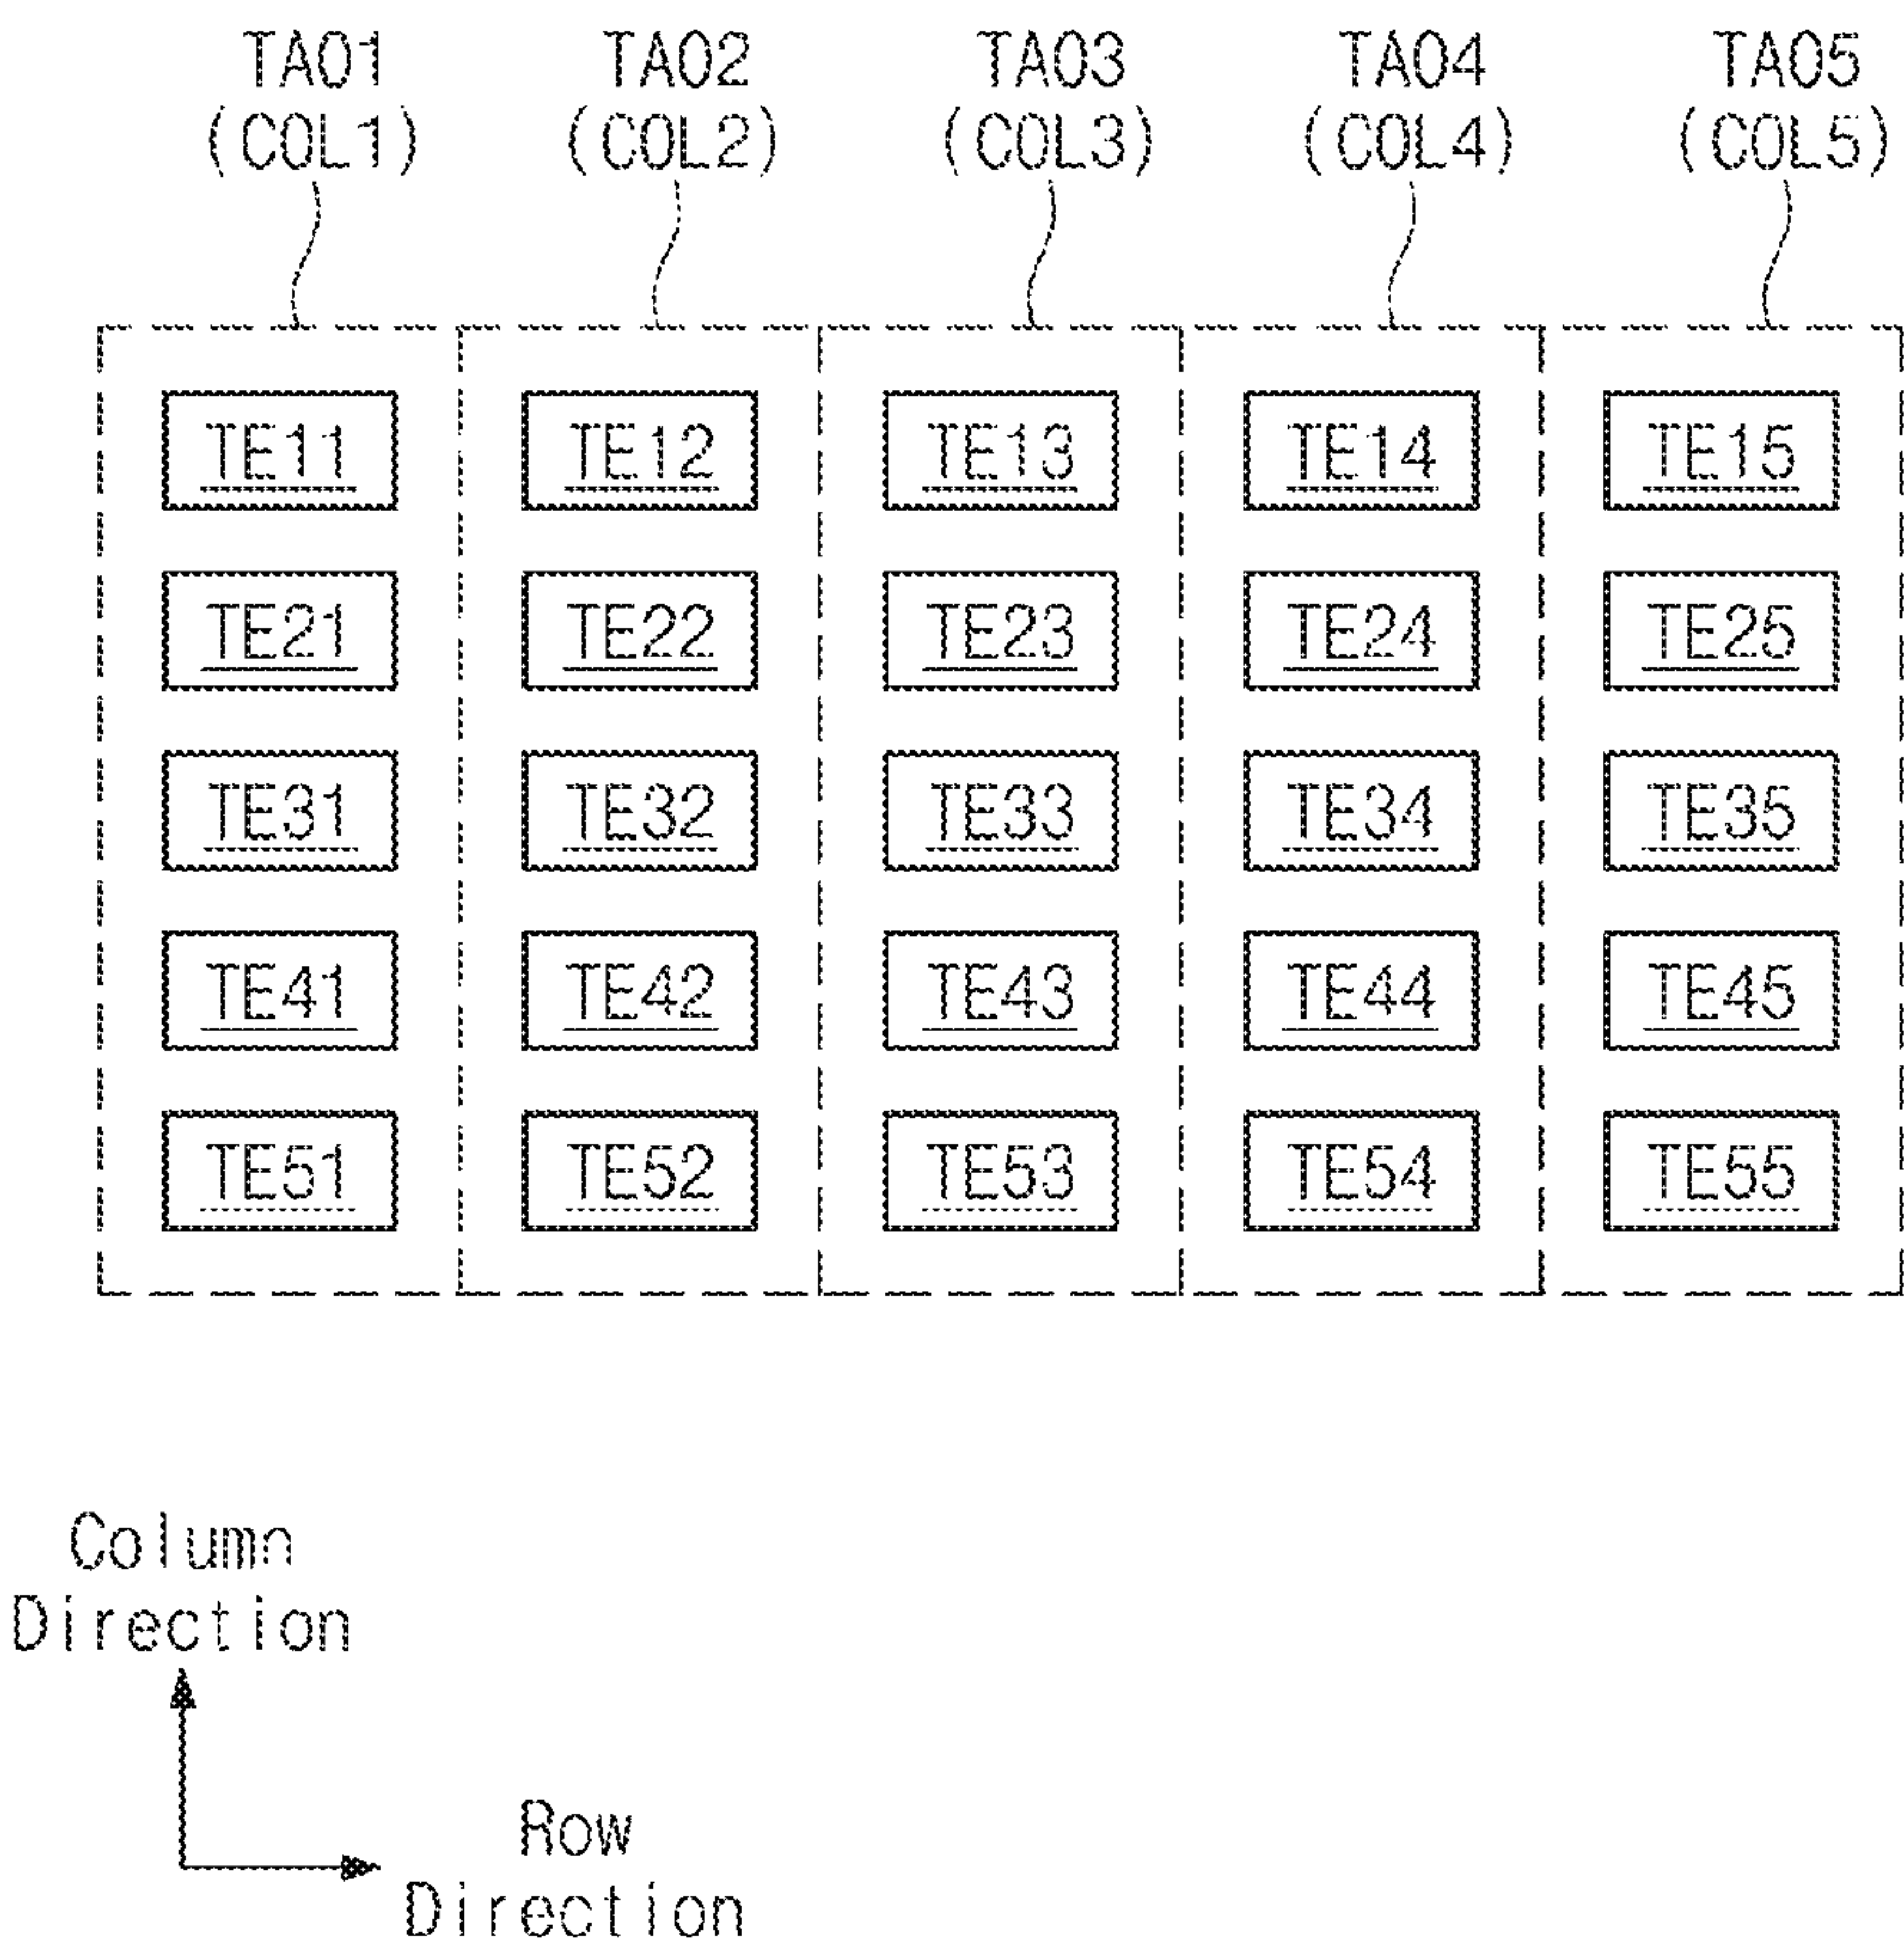 TA01 TA02 TA03 TA04 TA05
(COL1) (COL2) (COL3) (COL4) (COL5)
TE11 TE12 TE13 TE14 TE15
TE21 TE22 TE23 TE24 TE25
TE31 TE32 TE33 TE34 TE35
TE41 TE42 TE43 TE44 TE45
TE51 TE52 TE53 TE54 TE55
Column
Direction
Row
Direction